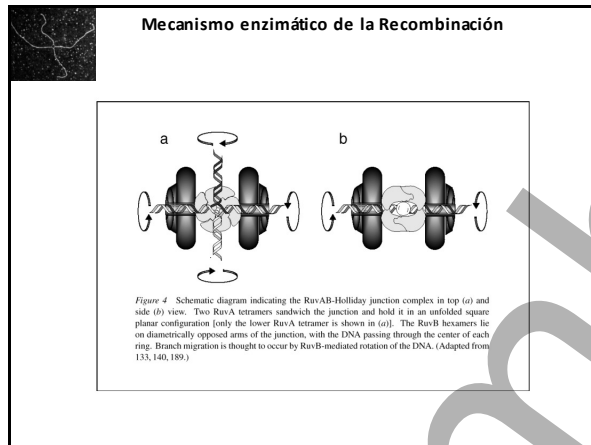 Mecanismo enzimático de la Recombinación
a
b
Figure 4 Schematic diagram indicating the RuvAB-Holliday junction complex in top (a) and
side (b) view. Two RuvA tetramers sandwich the junction and hold it in an unfolded square
planar configuration [only the lower RuvA tetramer is shown in (a)]. The RuvB hexamers lie
on diametrically opposed arms of the junction, with the DNA passing through the center of each
ring. Branch migration is thought to occur by RuvB-mediated rotation of the DNA. (Adapted from
133, 140, 189.)